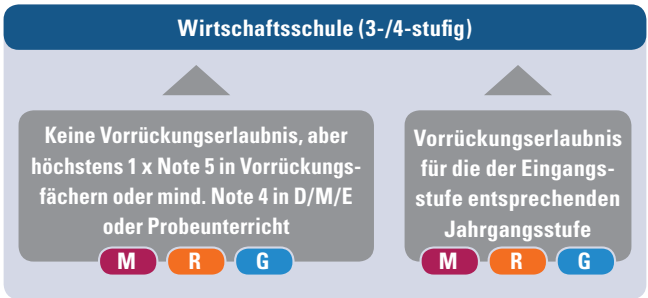 Wirtschaftsschule (3-/4-stufig)
Keine Vorrückungserlaubnis, aber
höchstens 1 x Note 5 in Vorrückungs-
fächern oder mind. Note 4 in D/M/E
oder Probeunterricht
M R G
Vorrückungserlaubnis
für die der Eingangs-
stufe entsprechenden
Jahrgangsstufe
M R G